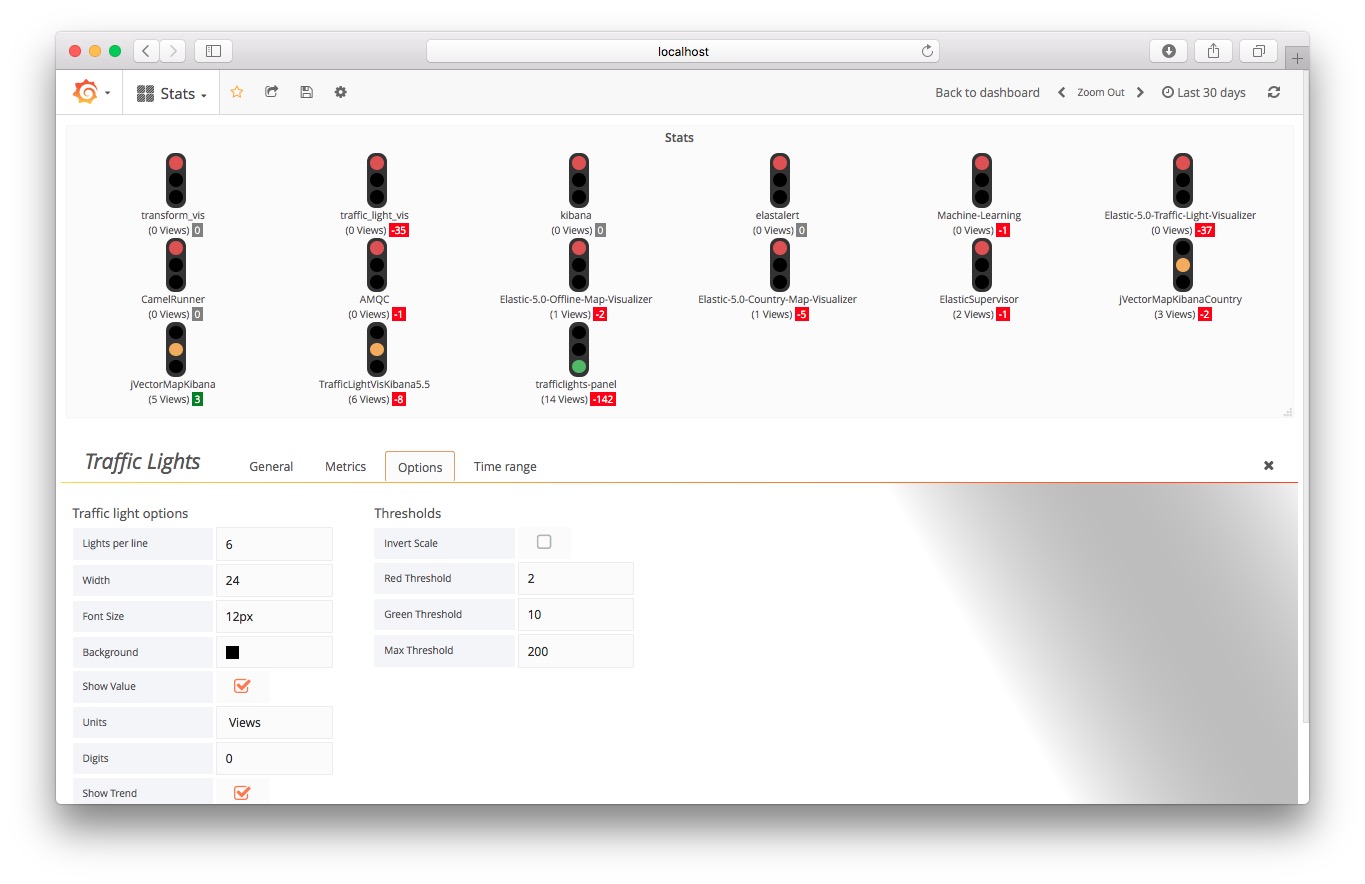 localhost
Stats
Back to dashboard Zoom Out Last 30 days
Stats
transform_vis traffic_light_vis kibana elastalert Machine-Learning Elastic-5.0-Traffic-Light-Visualizer
(0 Views) 0 (0 Views) -35 (0 Views) 0 (0 Views) 0 (0 Views) -1 (0 Views) -37
CamelRunner AMQC Elastic-5.0-Offline-Map-Visualizer Elastic-5.0-Country-Map-Visualizer ElasticSupervisor jVectorMapKibanaCountry
(0 Views) 0 (0 Views) -1 (1 Views) -2 (1 Views) -5 (2 Views) -1 (3 Views) -2
jVectorMapKibana TrafficLightVisKibana5.5 trafficlights-panel
(5 Views) 3 (6 Views) -8 (14 Views) -142
Traffic Lights General Metrics Options Time range
Traffic light options Thresholds
Lights per line 6 Invert Scale
Width 24 Red Threshold 2
Font Size 12px Green Threshold 10
Background Max Threshold 200
Show Value
Units Views
Digits 0
Show Trend